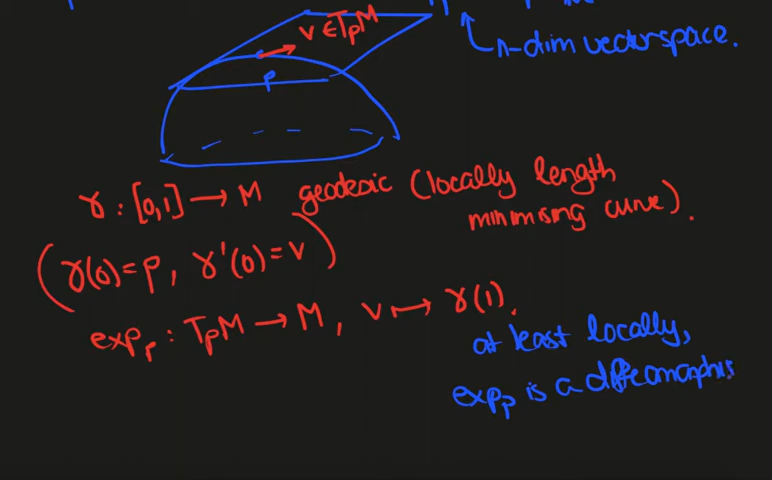 v ∈ TpM
p
n-dim vectorspace.
γ : [0,1] → M geodesic (locally length
minimising curve).
(γ(0) = p, γ'(0) = v)
expₚ : TₚM → M, v ↦ γ(1).
at least locally,
expₚ is a diffeomorphis